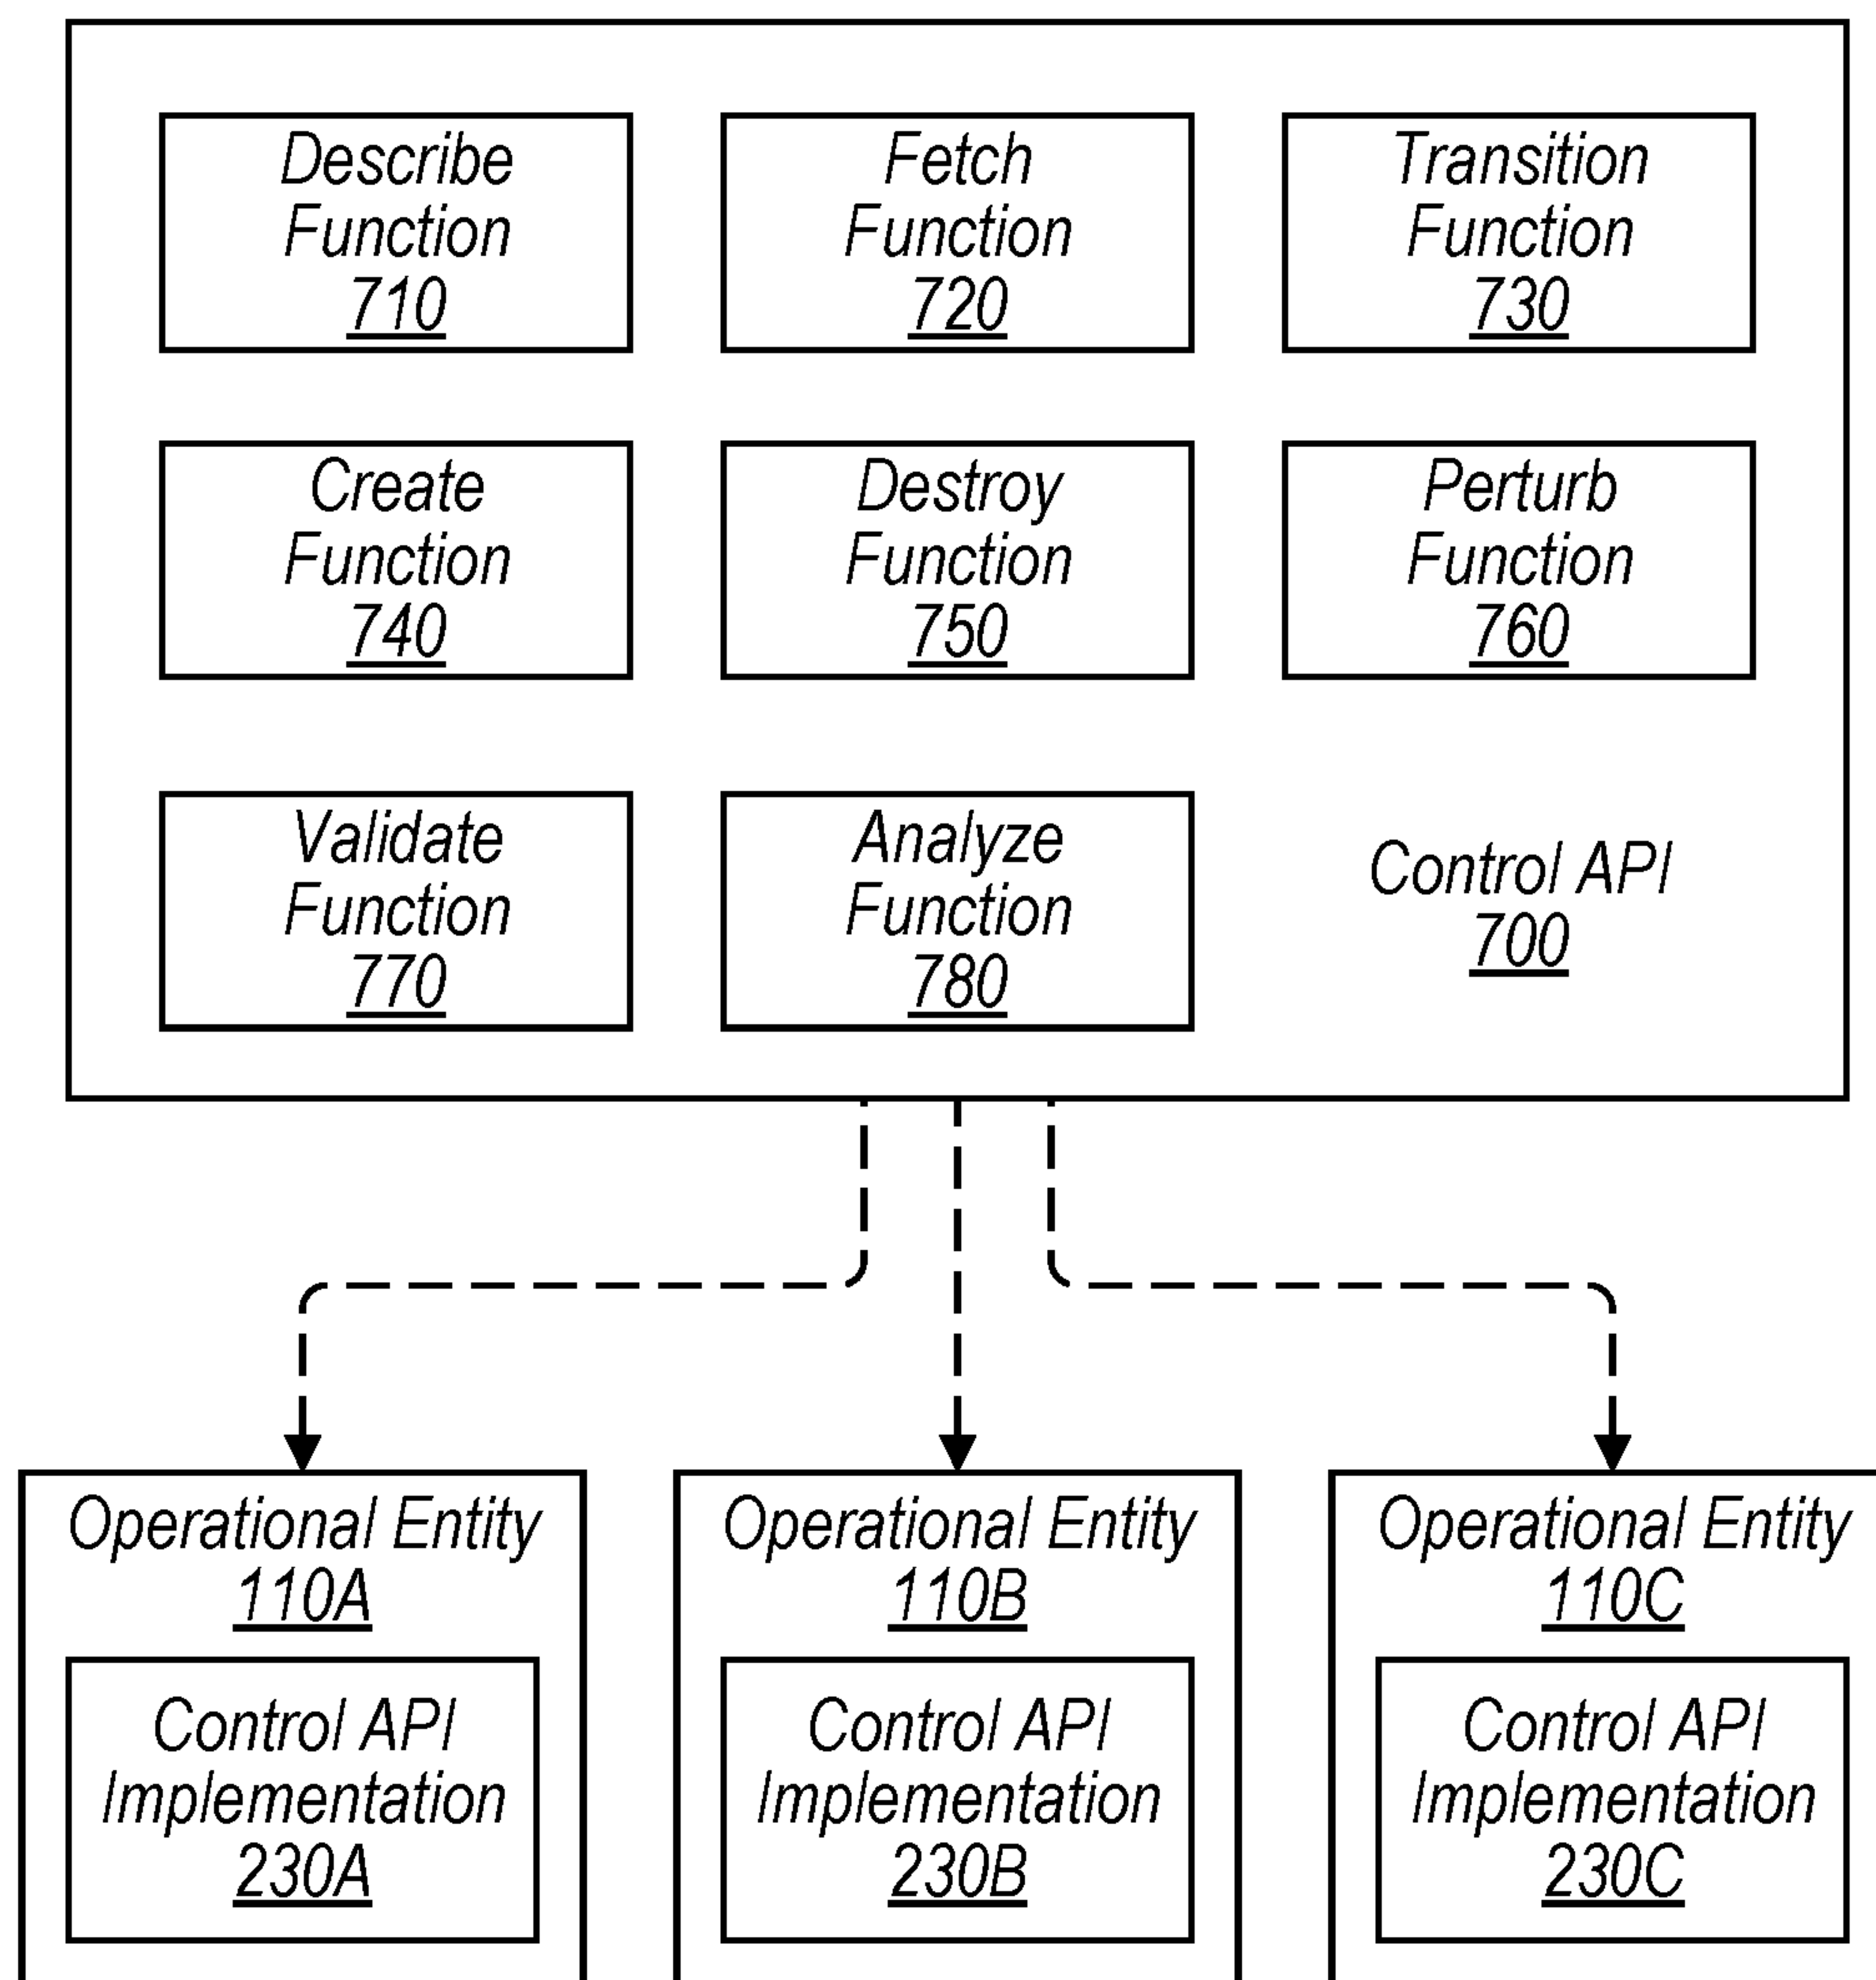 Describe
Function
710
Fetch
Function
720
Transition
Function
730
Create
Function
740
Destroy
Function
750
Perturb
Function
760
Validate
Function
770
Analyze
Function
780
Control API
700
Operational Entity
110A
Control API
Implementation
230A
Operational Entity
110B
Control API
Implementation
230B
Operational Entity
110C
Control API
Implementation
230C